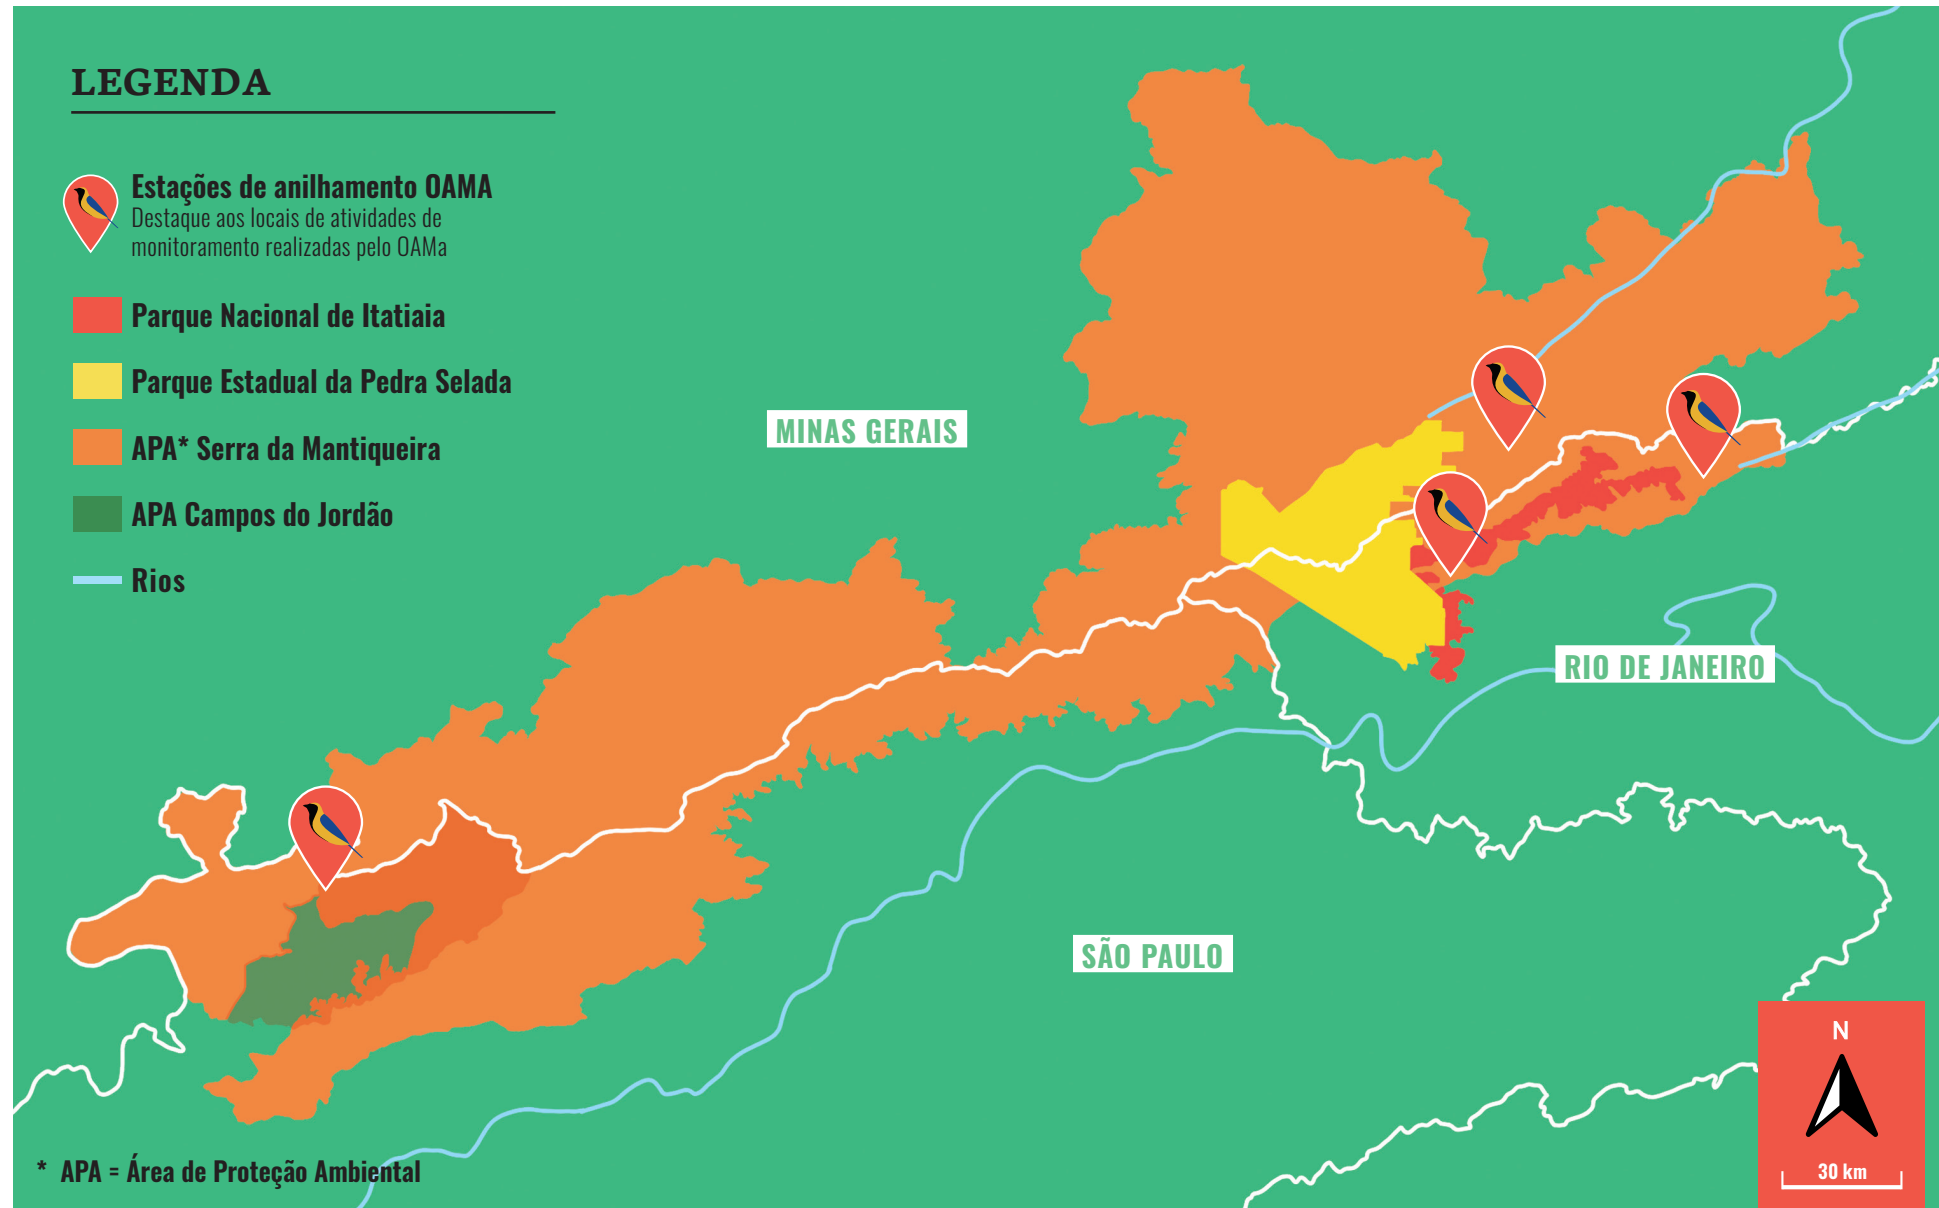 LEGENDA
Estações de anilhamento OAMA
Destaque aos locais de atividades de
monitoramento realizadas pelo OAMa
Parque Nacional de Itatiaia
Parque Estadual da Pedra Selada
APA* Serra da Mantiqueira
APA Campos do Jordão
Rios
MINAS GERAIS
RIO DE JANEIRO
SÃO PAULO
N
30 km
* APA = Área de Proteção Ambiental